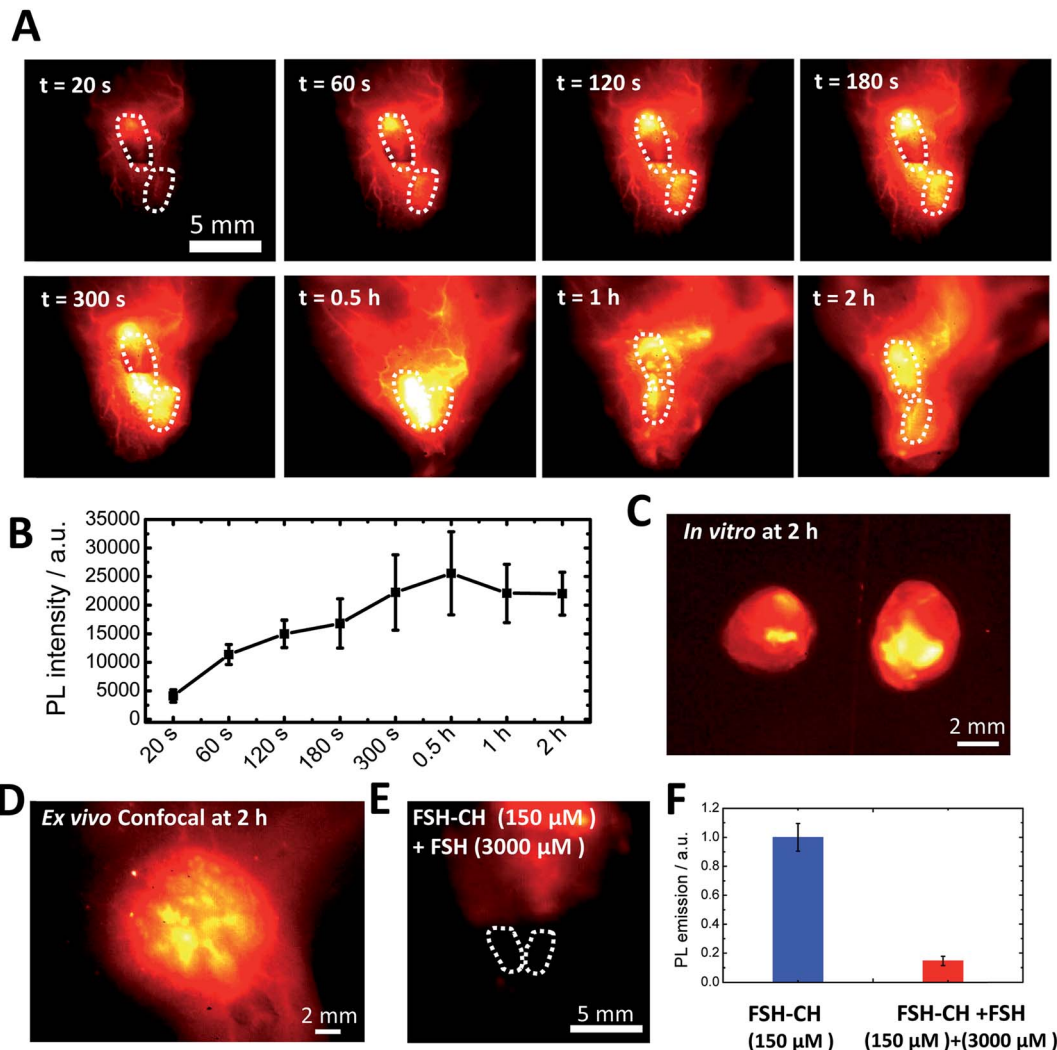 A
t = 20 s
t = 60 s
t = 120 s
t = 180 s
5 mm
t = 300 s
t = 0.5 h
t = 1 h
t = 2 h
B
PL intensity / a.u.
35000
30000
25000
20000
15000
10000
5000
0
20 s
60 s
120 s
180 s
300 s
0.5 h
1 h
2 h
C
In vitro at 2 h
2 mm
D
Ex vivo Confocal at 2 h
2 mm
E
FSH-CH (150 µM )
+ FSH (3000 µM )
5 mm
F
PL emission / a.u.
1.2
1.0
0.8
0.6
0.4
0.2
0.0
FSH-CH
(150 µM )
FSH-CH +FSH
(150 µM )+(3000 µM )